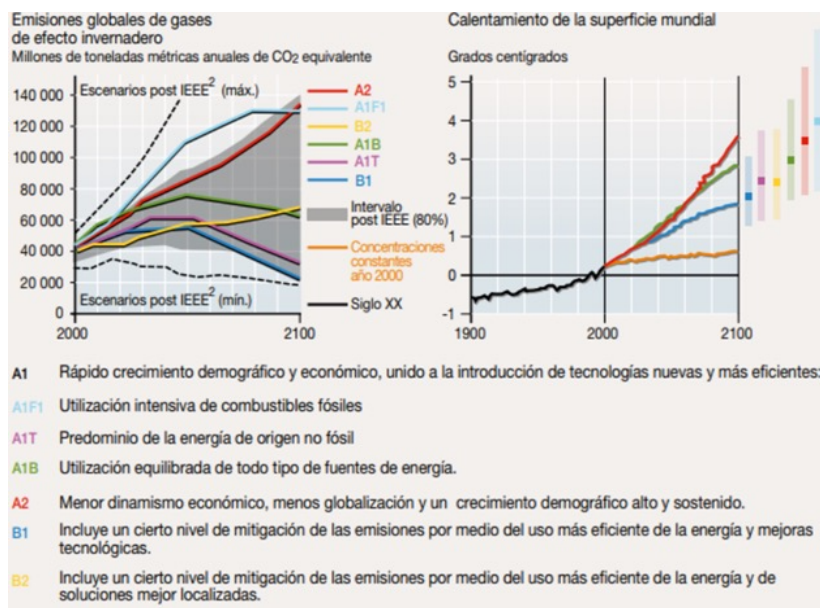 Emisiones globales de gases
de efecto invernadero
Millones de toneladas métricas anuales de CO2 equivalente
140 000
120 000
100 000
80 000
60 000
40 000
20 000
0
2000
2100
Escenarios post IEEE2 (máx.)
Escenarios post IEEE2 (mín.)
A2
A1F1
B2
A1B
A1T
B1
Intervalo
post IEEE (80%)
Concentraciones
constantes
año 2000
Siglo XX
Calentamiento de la superficie mundial
Grados centígrados
5
4
3
2
1
0
-1
1900
2000
2100
A1 Rápido crecimiento demográfico y económico, unido a la introducción de tecnologías nuevas y más eficientes:
A1F1 Utilización intensiva de combustibles fósiles
A1T Predominio de la energía de origen no fósil
A1B Utilización equilibrada de todo tipo de fuentes de energía.
A2 Menor dinamismo económico, menos globalización y un crecimiento demográfico alto y sostenido.
B1 Incluye un cierto nivel de mitigación de las emisiones por medio del uso más eficiente de la energía y mejoras
tecnológicas.
B2 Incluye un cierto nivel de mitigación de las emisiones por medio del uso más eficiente de la energía y de
soluciones mejor localizadas.